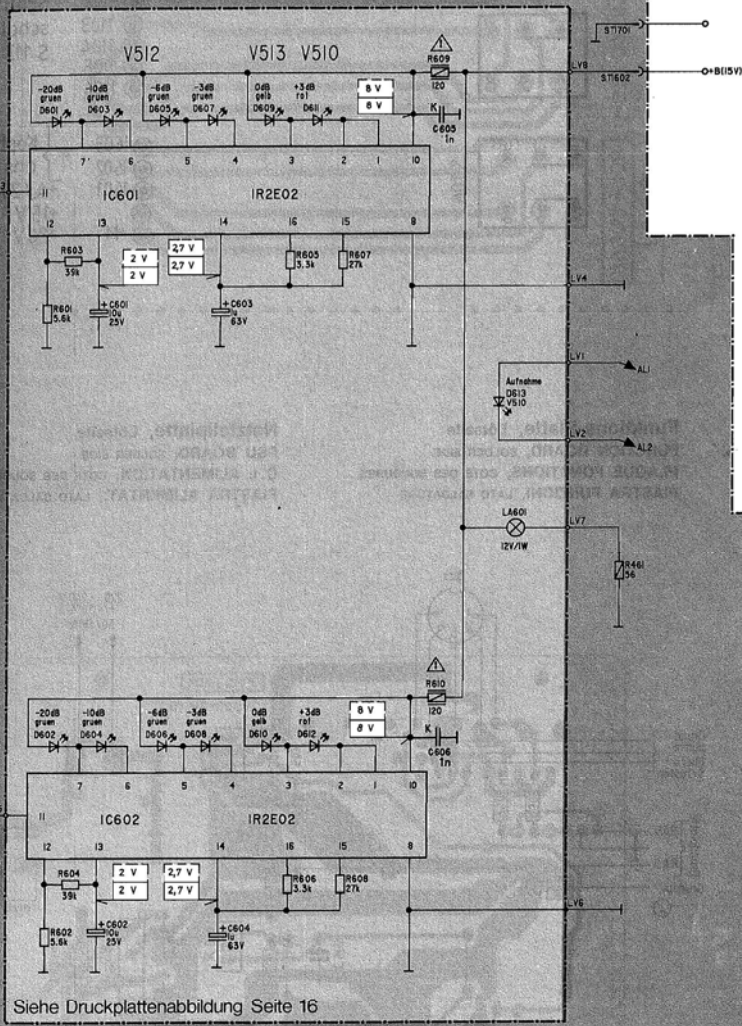 V512 V513 V510
R609
120
ST1701
LV8
ST1602
+B(15V)
-20dB gruen D601
-10dB gruen D603
-6dB gruen D605
-3dB gruen D607
0dB gelb D609
+3dB rot D611
8 V
8 V
K
C605
1n
7 6 5 4 3 2 1 10
11 IC601 IR2E02
12 13 14 16 15 8
R603
39k
2 V
2 V
2,7 V
2,7 V
R605
3.3k
R607
27k
R601
5.6k
+C601
10u
25V
+C603
1u
63V
LV4
LV1
AL1
Aufnahme
D613
V510
LV2
AL2
LA601
12V/1W
LV7
R461
56
R610
120
-20dB gruen D602
-10dB gruen D604
-6dB gruen D606
-3dB gruen D608
0dB gelb D610
+3dB rot D612
8 V
8 V
K
C606
1n
7 6 5 4 3 2 1 10
11 IC602 IR2E02
12 13 14 16 15 8
R604
39k
2 V
2 V
2,7 V
2,7 V
R606
3.3k
R608
27k
R602
5.6k
+C602
10u
25V
+C604
1u
63V
LV6
Siehe Druckplattenabbildung Seite 16